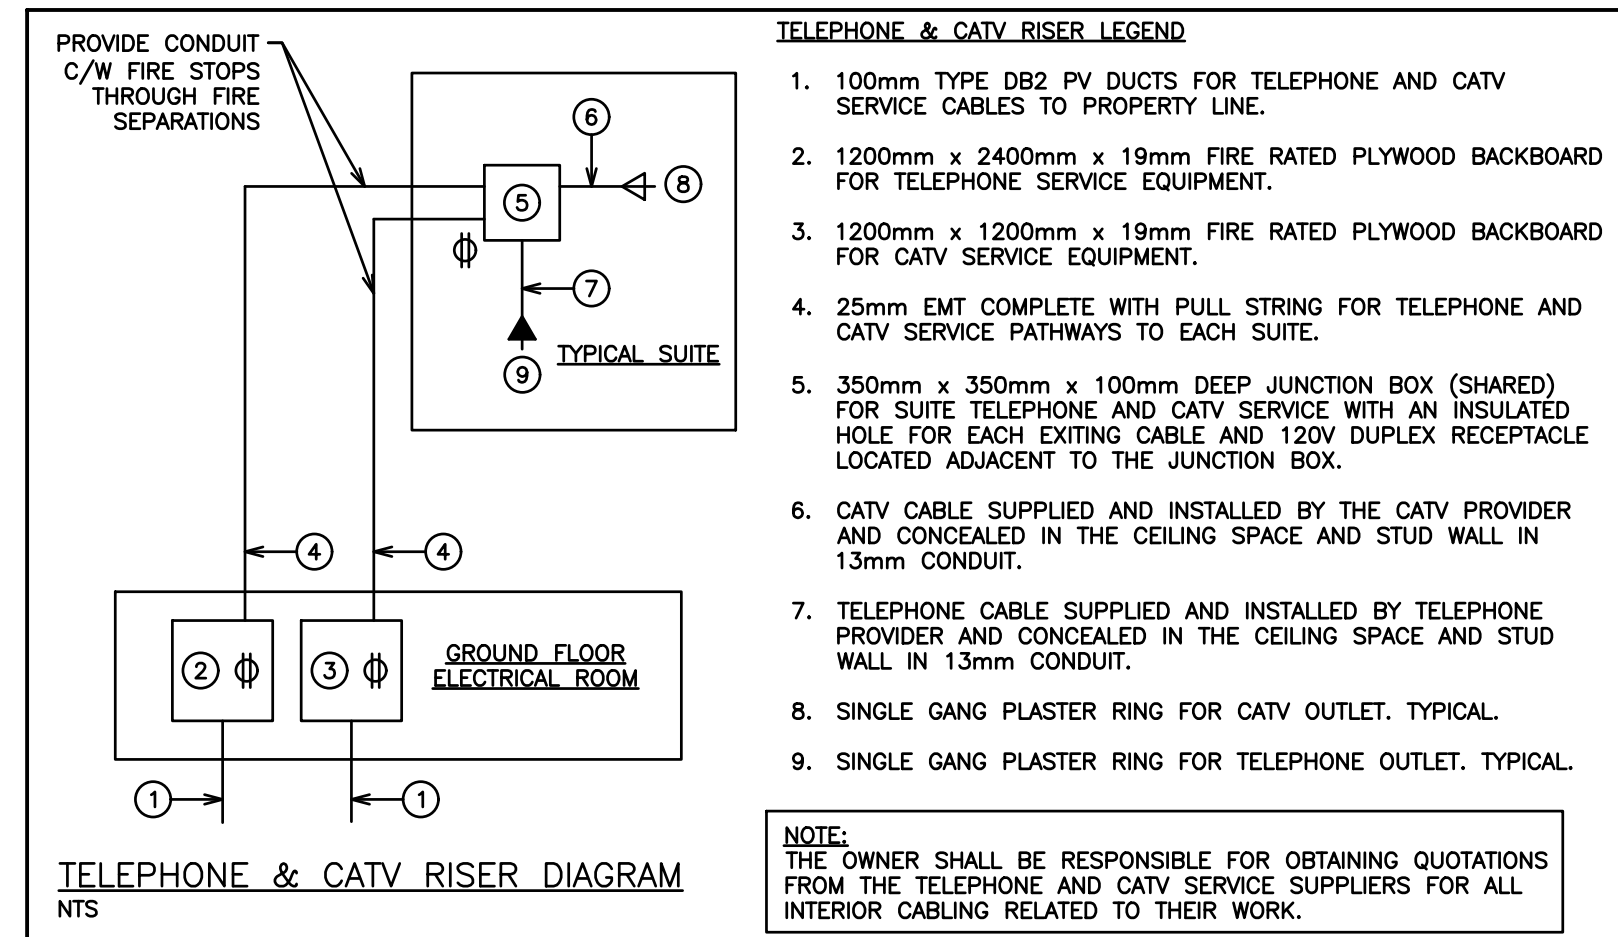 PROVIDE CONDUIT
C/W FIRE STOPS
THROUGH FIRE
SEPARATIONS
6
8
5
7
9
TYPICAL SUITE
4
4
2
3
GROUND FLOOR
ELECTRICAL ROOM
1
1
TELEPHONE & CATV RISER DIAGRAM
NTS
TELEPHONE & CATV RISER LEGEND
1. 100mm TYPE DB2 PV DUCTS FOR TELEPHONE AND CATV
SERVICE CABLES TO PROPERTY LINE.
2. 1200mm x 2400mm x 19mm FIRE RATED PLYWOOD BACKBOARD
FOR TELEPHONE SERVICE EQUIPMENT.
3. 1200mm x 1200mm x 19mm FIRE RATED PLYWOOD BACKBOARD
FOR CATV SERVICE EQUIPMENT.
4. 25mm EMT COMPLETE WITH PULL STRING FOR TELEPHONE AND
CATV SERVICE PATHWAYS TO EACH SUITE.
5. 350mm x 350mm x 100mm DEEP JUNCTION BOX (SHARED)
FOR SUITE TELEPHONE AND CATV SERVICE WITH AN INSULATED
HOLE FOR EACH EXITING CABLE AND 120V DUPLEX RECEPTACLE
LOCATED ADJACENT TO THE JUNCTION BOX.
6. CATV CABLE SUPPLIED AND INSTALLED BY THE CATV PROVIDER
AND CONCEALED IN THE CEILING SPACE AND STUD WALL IN
13mm CONDUIT.
7. TELEPHONE CABLE SUPPLIED AND INSTALLED BY TELEPHONE
PROVIDER AND CONCEALED IN THE CEILING SPACE AND STUD
WALL IN 13mm CONDUIT.
8. SINGLE GANG PLASTER RING FOR CATV OUTLET. TYPICAL.
9. SINGLE GANG PLASTER RING FOR TELEPHONE OUTLET. TYPICAL.
NOTE:
THE OWNER SHALL BE RESPONSIBLE FOR OBTAINING QUOTATIONS
FROM THE TELEPHONE AND CATV SERVICE SUPPLIERS FOR ALL
INTERIOR CABLING RELATED TO THEIR WORK.